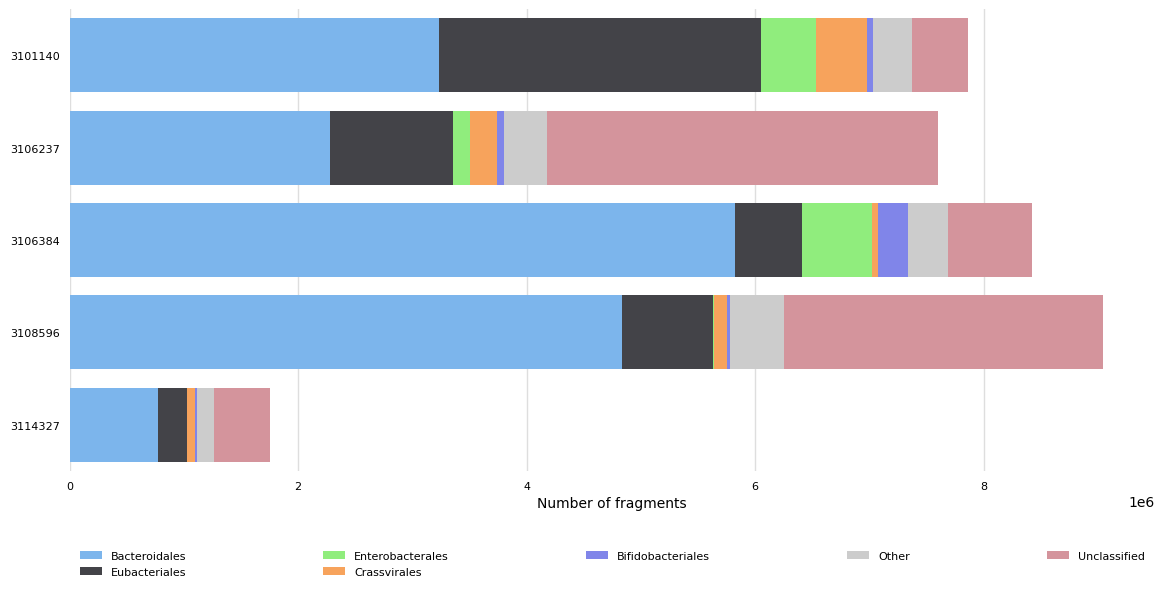 3101140
3106237
3106384
3108596
3114327
0 2 4 6 8
Number of fragments
1e6
Bacteroidales Enterobacterales Bifidobacteriales Other Unclassified
Eubacteriales Crassvirales